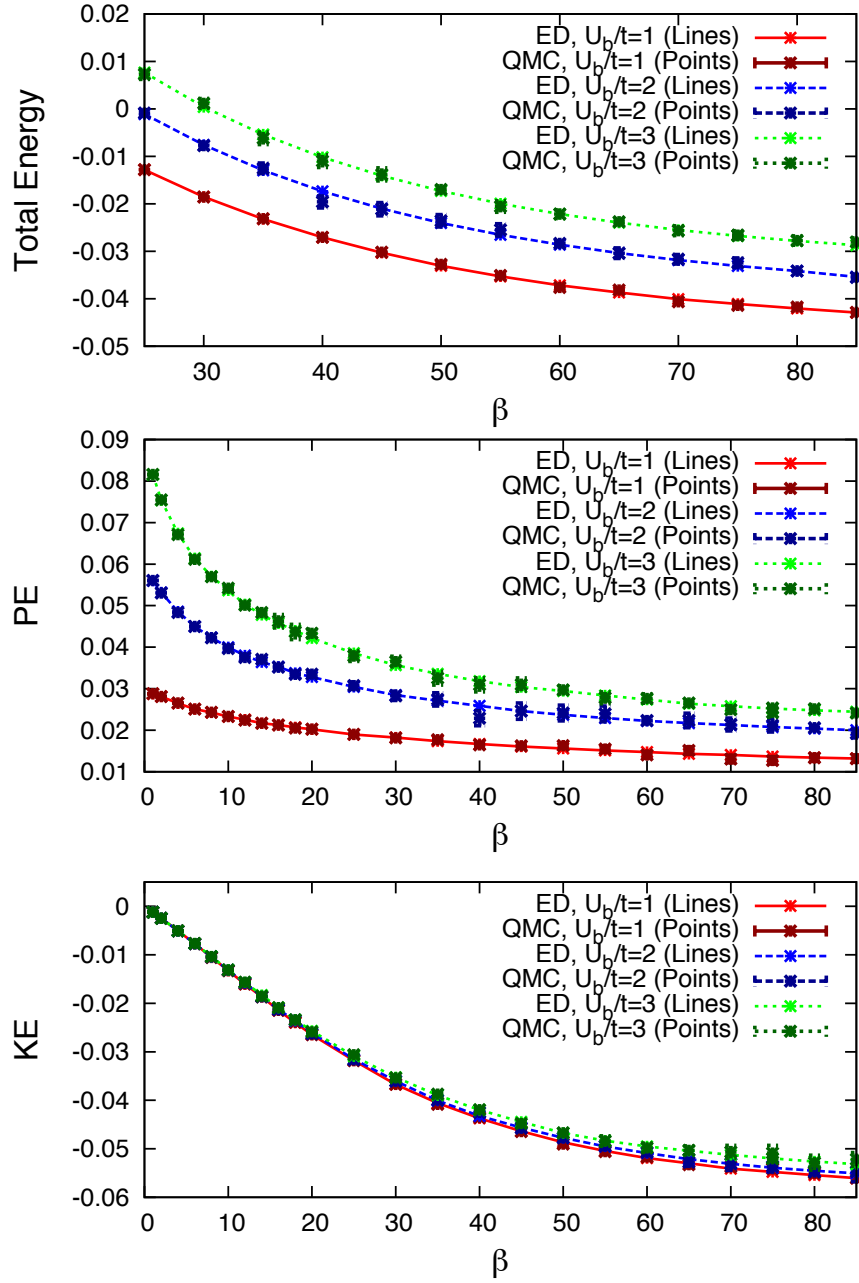 ED, U_b/t=1 (Lines)
QMC, U_b/t=1 (Points)
ED, U_b/t=2 (Lines)
QMC, U_b/t=2 (Points)
ED, U_b/t=3 (Lines)
QMC, U_b/t=3 (Points)
Total Energy
0.02
0.01
0
-0.01
-0.02
-0.03
-0.04
-0.05
30 40 50 60 70 80
β
ED, U_b/t=1 (Lines)
QMC, U_b/t=1 (Points)
ED, U_b/t=2 (Lines)
QMC, U_b/t=2 (Points)
ED, U_b/t=3 (Lines)
QMC, U_b/t=3 (Points)
PE
0.09
0.08
0.07
0.06
0.05
0.04
0.03
0.02
0.01
0 10 20 30 40 50 60 70 80
β
ED, U_b/t=1 (Lines)
QMC, U_b/t=1 (Points)
ED, U_b/t=2 (Lines)
QMC, U_b/t=2 (Points)
ED, U_b/t=3 (Lines)
QMC, U_b/t=3 (Points)
KE
0
-0.01
-0.02
-0.03
-0.04
-0.05
-0.06
0 10 20 30 40 50 60 70 80
β